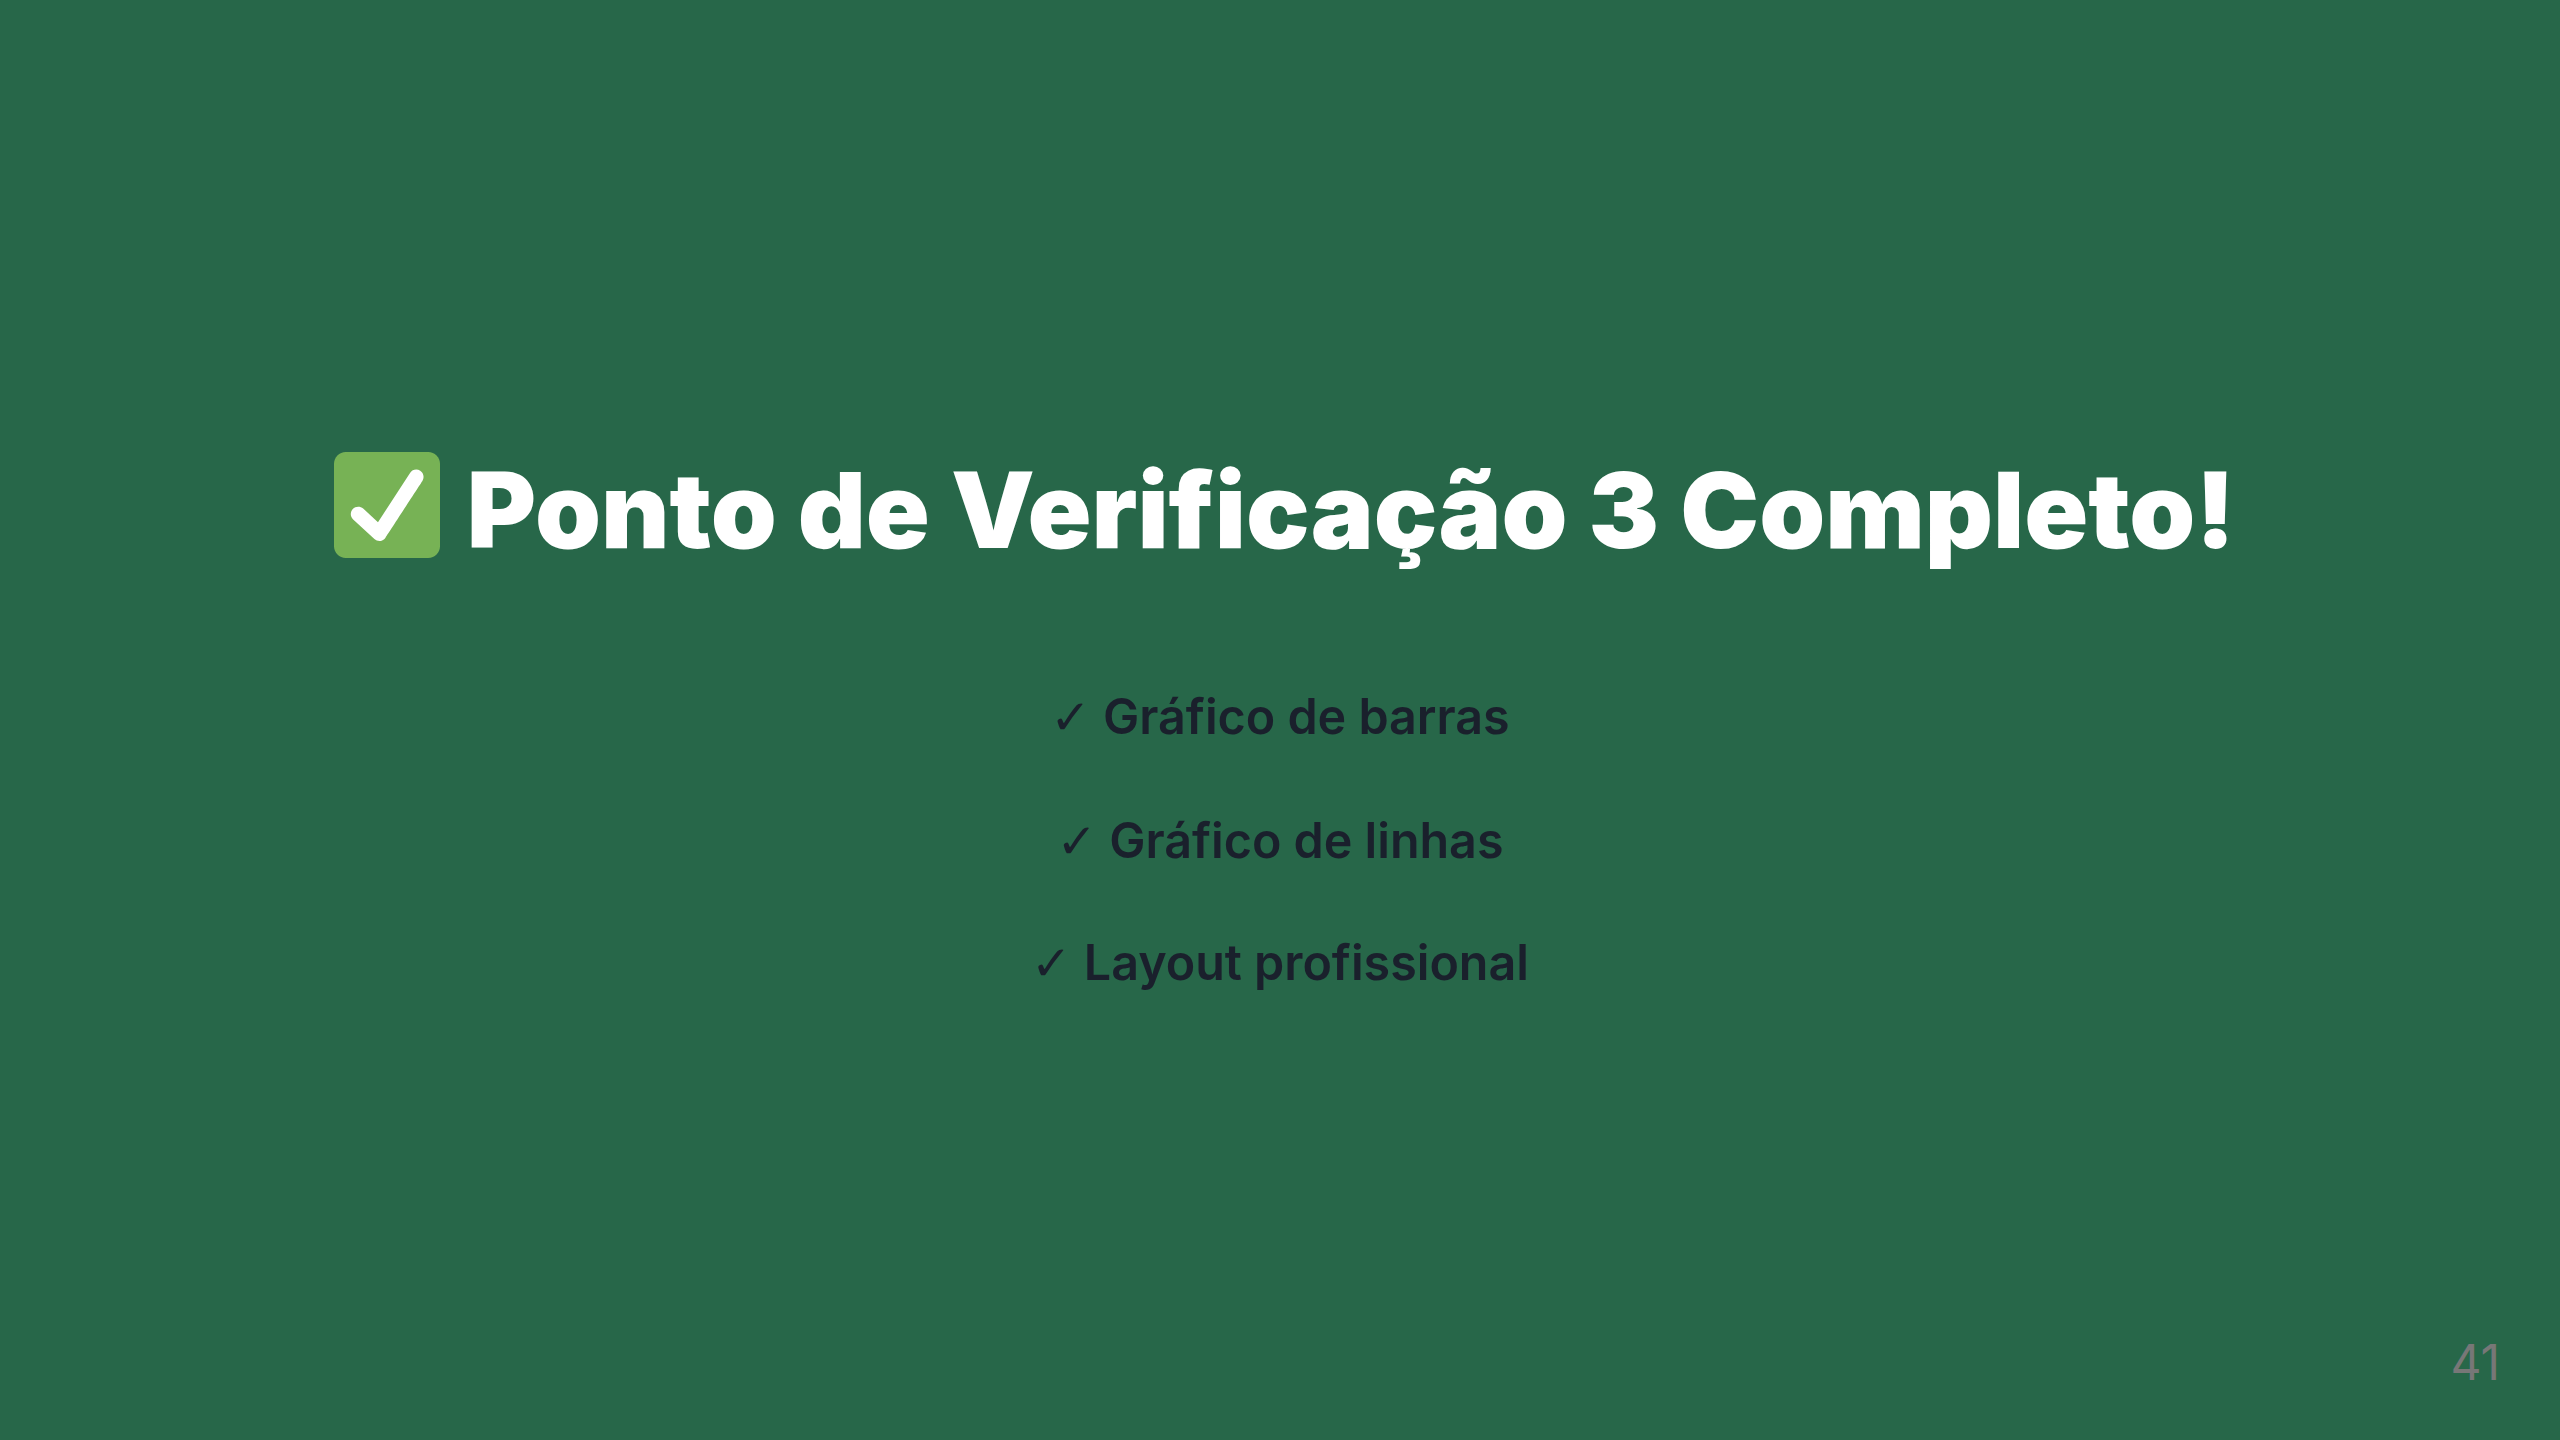 ✅ Ponto de Verificação 3 Completo!
✓ Gráfico de barras
✓ Gráfico de linhas
✓ Layout profissional
41